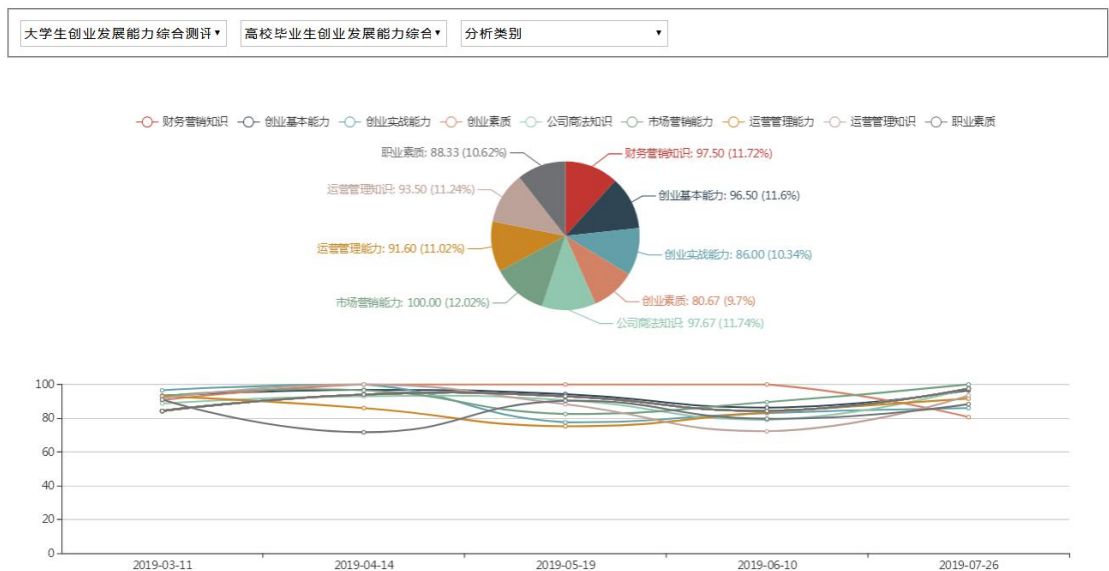 大学生创业发展能力综合测评 高校毕业生创业发展能力综合 分析类别
财务营销知识 创业基本能力 创业实战能力 创业素质 公司商法知识 市场营销能力 运营管理能力 运营管理知识 职业素质
职业素质: 88.33 (10.62%)
财务营销知识: 97.50 (11.72%)
运营管理知识: 93.50 (11.24%)
创业基本能力: 96.50 (11.6%)
运营管理能力: 91.60 (11.02%)
创业实战能力: 86.00 (10.34%)
市场营销能力: 100.00 (12.02%)
创业素质: 80.67 (9.7%)
公司商法知识: 97.67 (11.74%)
100
80
60
40
20
0
2019-03-11 2019-04-14 2019-05-19 2019-06-10 2019-07-26